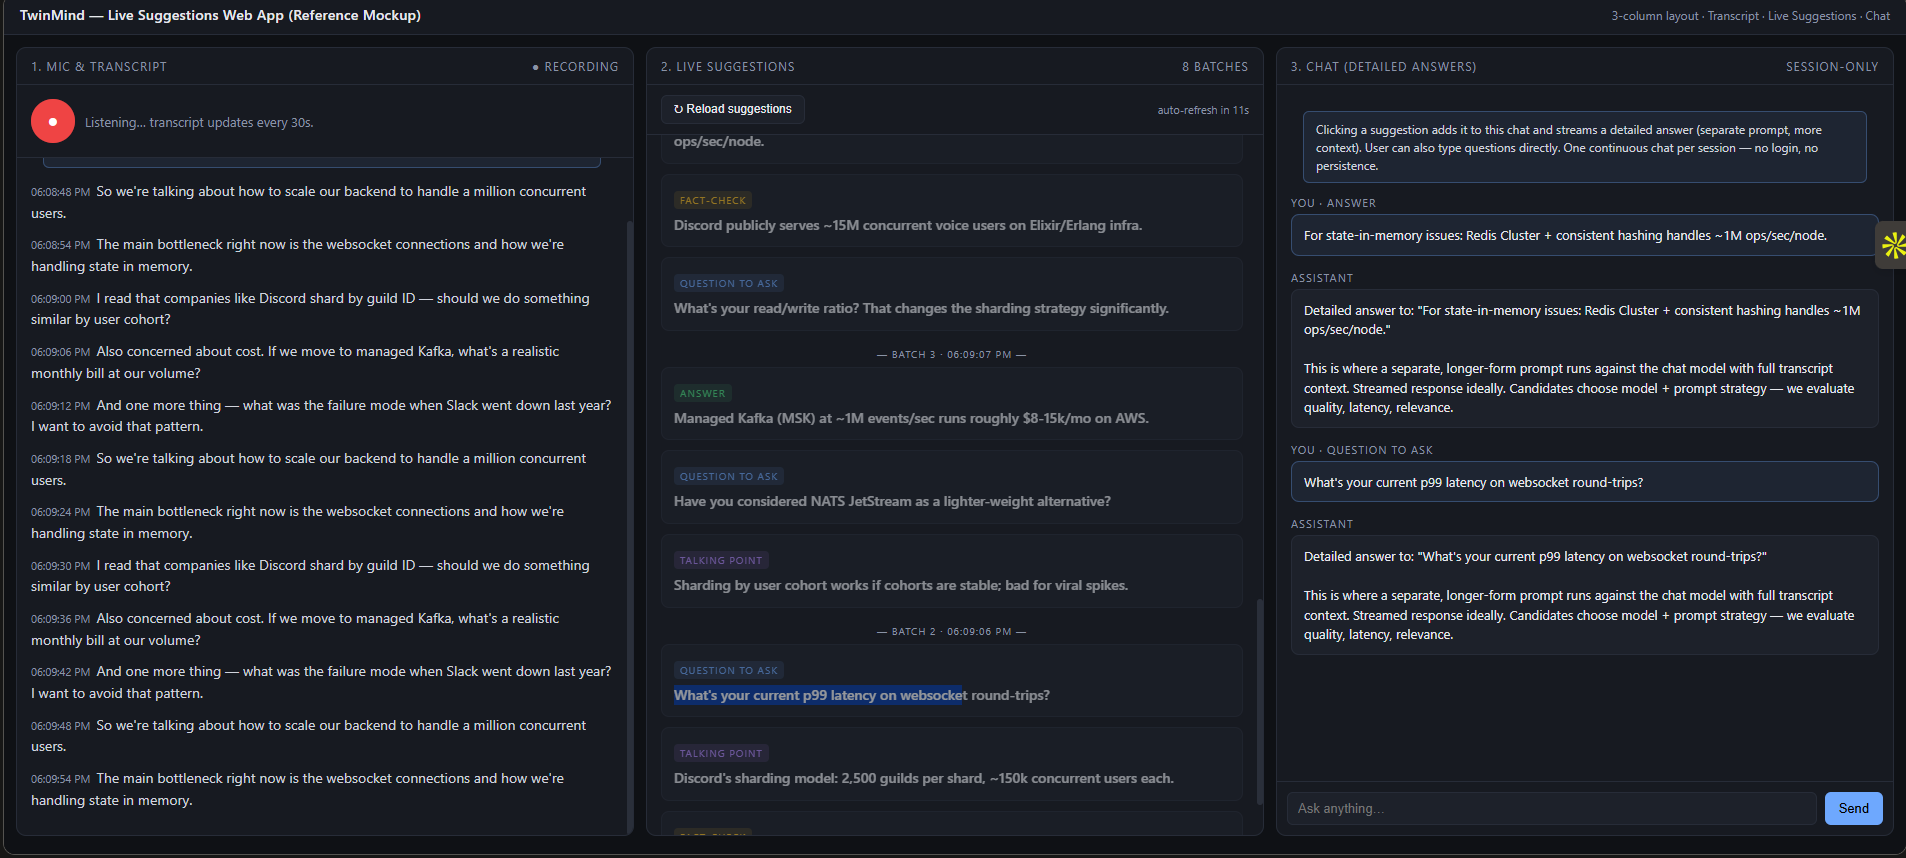 TwinMind — Live Suggestions Web App (Reference Mockup)
3-column layout · Transcript · Live Suggestions · Chat
1. MIC & TRANSCRIPT
● RECORDING
Listening... transcript updates every 30s.
06:08:48 PM So we're talking about how to scale our backend to handle a million concurrent
users.
06:08:54 PM The main bottleneck right now is the websocket connections and how we're
handling state in memory.
06:09:00 PM I read that companies like Discord shard by guild ID — should we do something
similar by user cohort?
06:09:06 PM Also concerned about cost. If we move to managed Kafka, what's a realistic
monthly bill at our volume?
06:09:12 PM And one more thing — what was the failure mode when Slack went down last year?
I want to avoid that pattern.
06:09:18 PM So we're talking about how to scale our backend to handle a million concurrent
users.
06:09:24 PM The main bottleneck right now is the websocket connections and how we're
handling state in memory.
06:09:30 PM I read that companies like Discord shard by guild ID — should we do something
similar by user cohort?
06:09:36 PM Also concerned about cost. If we move to managed Kafka, what's a realistic
monthly bill at our volume?
06:09:42 PM And one more thing — what was the failure mode when Slack went down last year?
I want to avoid that pattern.
06:09:48 PM So we're talking about how to scale our backend to handle a million concurrent
users.
06:09:54 PM The main bottleneck right now is the websocket connections and how we're
handling state in memory.
2. LIVE SUGGESTIONS
8 BATCHES
↻ Reload suggestions
auto-refresh in 11s
ops/sec/node.
FACT-CHECK
Discord publicly serves ~15M concurrent voice users on Elixir/Erlang infra.
QUESTION TO ASK
What's your read/write ratio? That changes the sharding strategy significantly.
— BATCH 3 · 06:09:07 PM —
ANSWER
Managed Kafka (MSK) at ~1M events/sec runs roughly $8-15k/mo on AWS.
QUESTION TO ASK
Have you considered NATS JetStream as a lighter-weight alternative?
TALKING POINT
Sharding by user cohort works if cohorts are stable; bad for viral spikes.
— BATCH 2 · 06:09:06 PM —
QUESTION TO ASK
What's your current p99 latency on websocket round-trips?
TALKING POINT
Discord's sharding model: 2,500 guilds per shard, ~150k concurrent users each.
FACT-CHECK
3. CHAT (DETAILED ANSWERS)
SESSION-ONLY
Clicking a suggestion adds it to this chat and streams a detailed answer (separate prompt, more
context). User can also type questions directly. One continuous chat per session — no login, no
persistence.
YOU · ANSWER
For state-in-memory issues: Redis Cluster + consistent hashing handles ~1M ops/sec/node.
ASSISTANT
Detailed answer to: "For state-in-memory issues: Redis Cluster + consistent hashing handles ~1M
ops/sec/node."
This is where a separate, longer-form prompt runs against the chat model with full transcript
context. Streamed response ideally. Candidates choose model + prompt strategy — we evaluate
quality, latency, relevance.
YOU · QUESTION TO ASK
What's your current p99 latency on websocket round-trips?
ASSISTANT
Detailed answer to: "What's your current p99 latency on websocket round-trips?"
This is where a separate, longer-form prompt runs against the chat model with full transcript
context. Streamed response ideally. Candidates choose model + prompt strategy — we evaluate
quality, latency, relevance.
Ask anything...
Send